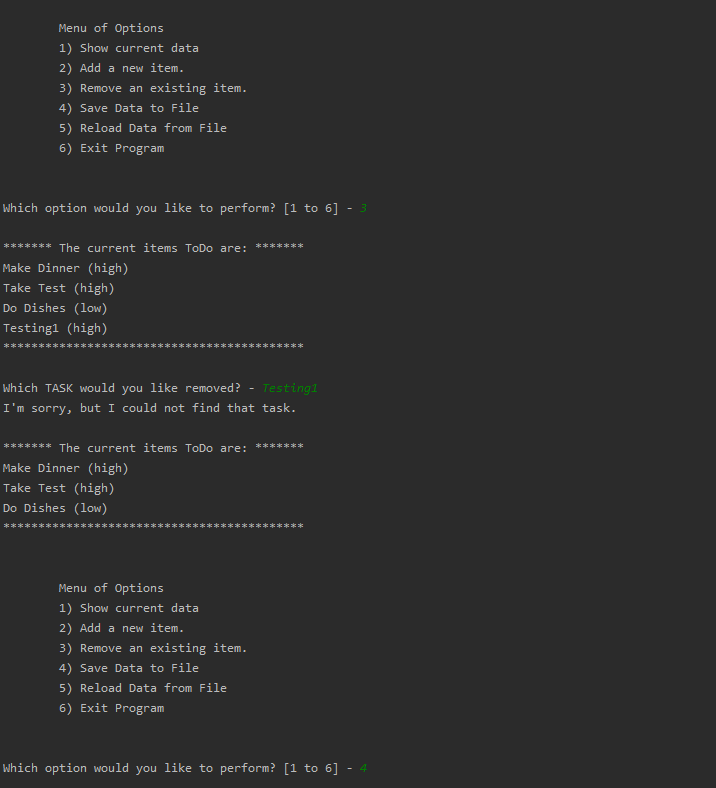 Menu of Options
1) Show current data
2) Add a new item.
3) Remove an existing item.
4) Save Data to File
5) Reload Data from File
6) Exit Program
Which option would you like to perform? [1 to 6] - 3
******* The current items ToDo are: *******
Make Dinner (high)
Take Test (high)
Do Dishes (low)
Testing1 (high)
*******************************************
Which TASK would you like removed? - Testing1
I'm sorry, but I could not find that task.
******* The current items ToDo are: *******
Make Dinner (high)
Take Test (high)
Do Dishes (low)
*******************************************
Menu of Options
1) Show current data
2) Add a new item.
3) Remove an existing item.
4) Save Data to File
5) Reload Data from File
6) Exit Program
Which option would you like to perform? [1 to 6] - 4